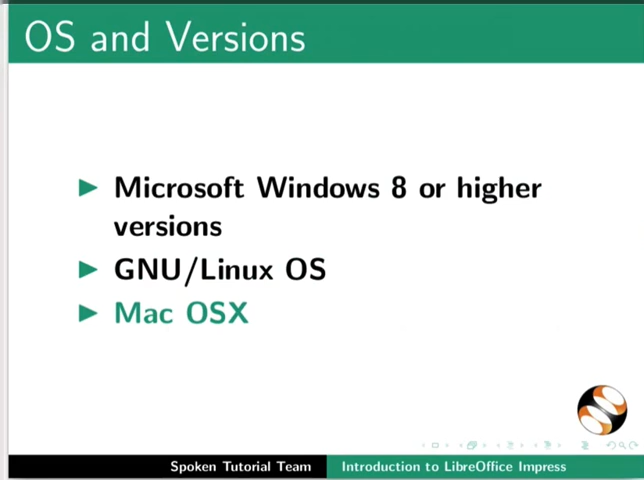 OS and Versions
Microsoft Windows 8 or higher
versions
GNU/Linux OS
Mac OSX
Spoken Tutorial Team
Introduction to LibreOffice Impress